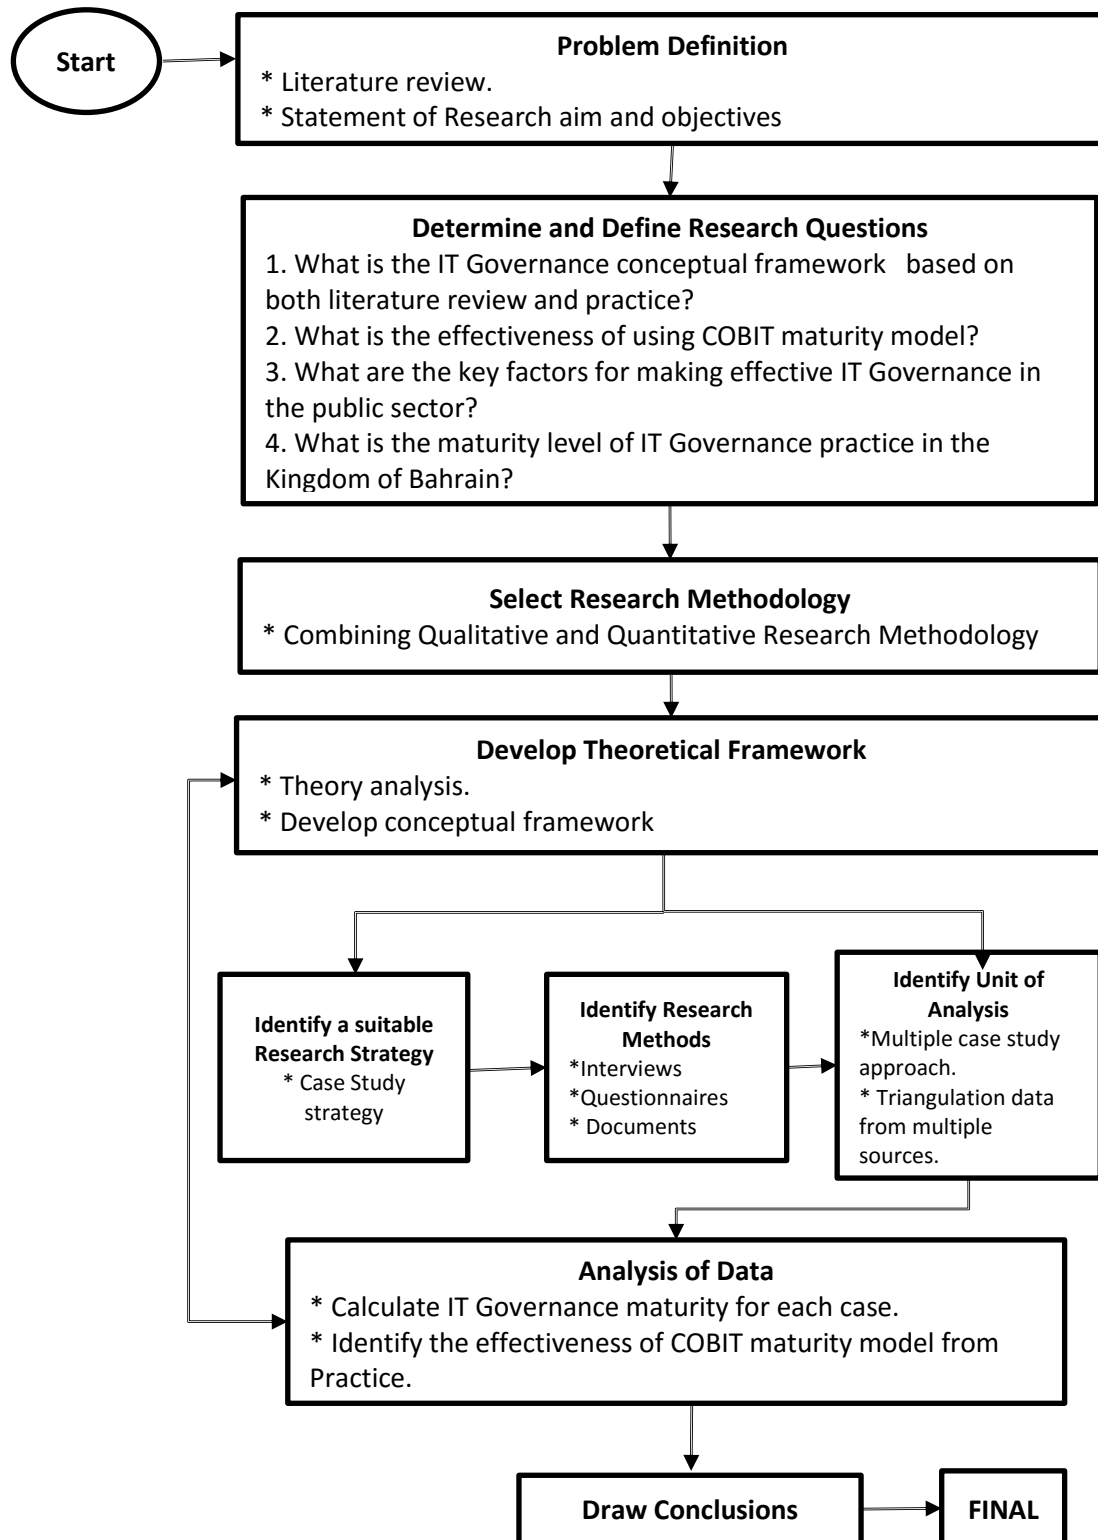 Start
Problem Definition
* Literature review.
* Statement of Research aim and objectives
Determine and Define Research Questions
1. What is the IT Governance conceptual framework based on
both literature review and practice?
2. What is the effectiveness of using COBIT maturity model?
3. What are the key factors for making effective IT Governance in
the public sector?
4. What is the maturity level of IT Governance practice in the
Kingdom of Bahrain?
Select Research Methodology
* Combining Qualitative and Quantitative Research Methodology
Develop Theoretical Framework
* Theory analysis.
* Develop conceptual framework
Identify a suitable
Research Strategy
* Case Study
strategy
Identify Research
Methods
*Interviews
*Questionnaires
* Documents
Identify Unit of
Analysis
*Multiple case study
approach.
* Triangulation data
from multiple
sources.
Analysis of Data
* Calculate IT Governance maturity for each case.
* Identify the effectiveness of COBIT maturity model from
Practice.
Draw Conclusions
FINAL